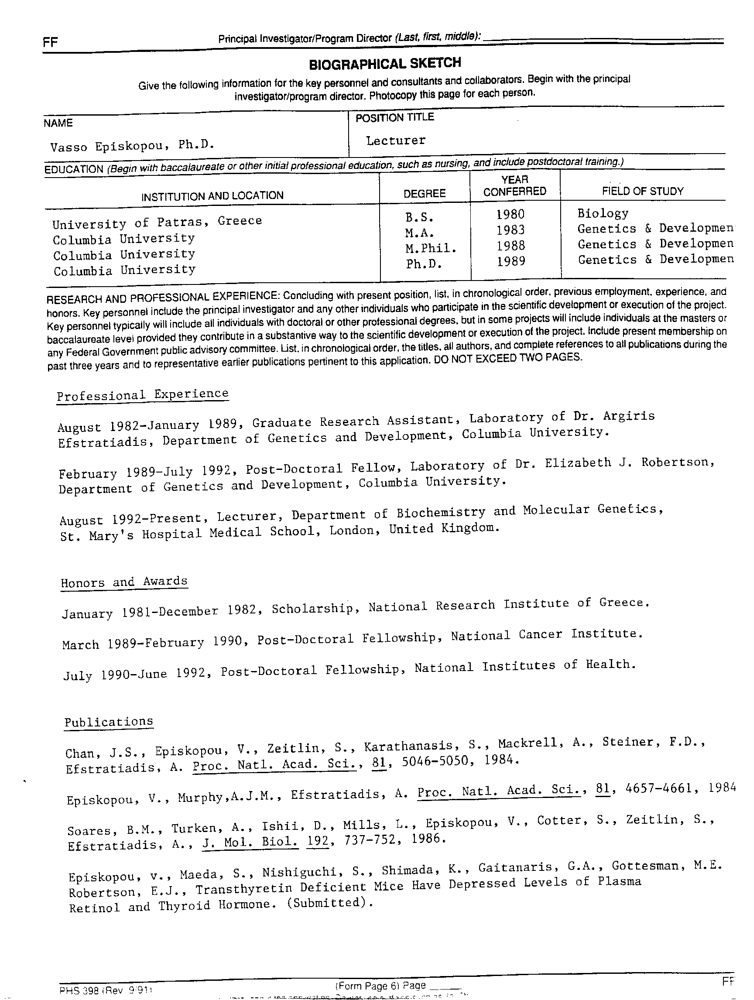 FF
Principal Investigator/Program Director (Last, first, middle):
BIOGRAPHICAL SKETCH
Give the following information for the key personnel and consultants and collaborators. Begin with the principal
investigator/program director. Photocopy this page for each person.
NAME
POSITION TITLE
Vasso Episkopou, Ph.D.
Lecturer
EDUCATION (Begin with baccalaureate or other initial professional education, such as nursing, and include postdoctoral training.)
INSTITUTION AND LOCATION DEGREE YEAR CONFERRED FIELD OF STUDY
University of Patras, Greece B.S. 1980 Biology
Columbia University M.A. 1983 Genetics & Developmen
Columbia University M.Phil. 1988 Genetics & Developmen
Columbia University Ph.D. 1989 Genetics & Developmen
RESEARCH AND PROFESSIONAL EXPERIENCE: Concluding with present position, list, in chronological order, previous employment, experience, and
honors. Key personnel include the principal investigator and any other individuals who participate in the scientific development or execution of the project.
Key personnel typically will include all individuals with doctoral or other professional degrees, but in some projects will include individuals at the masters or
baccalaureate level provided they contribute in a substantive way to the scientific development or execution of the project. Include present membership on
any Federal Government public advisory committee. List, in chronological order, the titles, all authors, and complete references to all publications during the
past three years and to representative earlier publications pertinent to this application. DO NOT EXCEED TWO PAGES.
Professional Experience
August 1982-January 1989, Graduate Research Assistant, Laboratory of Dr. Argiris
Efstratiadis, Department of Genetics and Development, Columbia University.
February 1989-July 1992, Post-Doctoral Fellow, Laboratory of Dr. Elizabeth J. Robertson,
Department of Genetics and Development, Columbia University.
August 1992-Present, Lecturer, Department of Biochemistry and Molecular Genetics,
St. Mary's Hospital Medical School, London, United Kingdom.
Honors and Awards
January 1981-December 1982, Scholarship, National Research Institute of Greece.
March 1989-February 1990, Post-Doctoral Fellowship, National Cancer Institute.
July 1990-June 1992, Post-Doctoral Fellowship, National Institutes of Health.
Publications
Chan, J.S., Episkopou, V., Zeitlin, S., Karathanasis, S., Mackrell, A., Steiner, F.D.,
Efstratiadis, A. Proc. Natl. Acad. Sci., 81, 5046-5050, 1984.
Episkopou, V., Murphy,A.J.M., Efstratiadis, A. Proc. Natl. Acad. Sci., 81, 4657-4661, 1984
Soares, B.M., Turken, A., Ishii, D., Mills, L., Episkopou, V., Cotter, S., Zeitlin, S.,
Efstratiadis, A., J. Mol. Biol. 192, 737-752, 1986.
Episkopou, v., Maeda, S., Nishiguchi, S., Shimada, K., Gaitanaris, G.A., Gottesman, M.E.
Robertson, E.J., Transthyretin Deficient Mice Have Depressed Levels of Plasma
Retinol and Thyroid Hormone. (Submitted).
PHS 398 (Rev. 9/91)
(Form Page 6) Page
FF